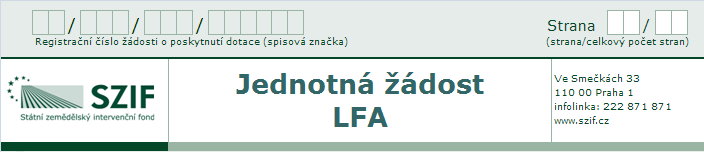 / / / Strana /
Registrační číslo žádosti o poskytnutí dotace (spisová značka) (strana/celkový počet stran)
SZIF
Státní zemědělský intervenční fond
Jednotná žádost
LFA
Ve Smečkách 33
110 00 Praha 1
infolinka: 222 871 871
www.szif.cz